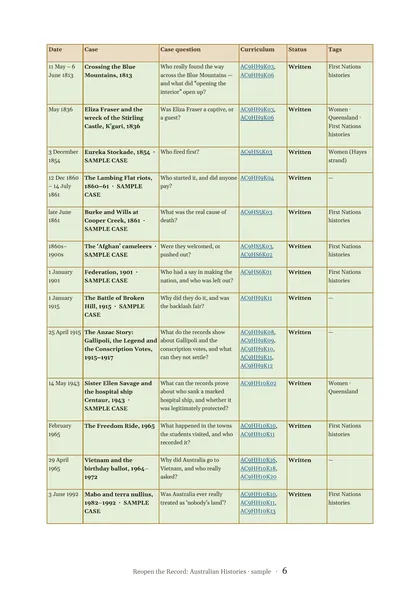 Date Case Case question Curriculum Status Tags
11 May – 6 Crossing the Blue Who really found the way AC9HH9K03, Written First Nations
June 1813 Mountains, 1813 across the Blue Mountains — AC9HH9K06 histories
and what did "opening the
interior" open up?
May 1836 Eliza Fraser and the Was Eliza Fraser a captive, or AC9HH9K03, Written Women ·
wreck of the Stirling a guest? AC9HH9K06 Queensland ·
Castle, K'gari, 1836 First Nations
histories
3 December Eureka Stockade, 1854 · Who fired first? AC9HS5K03 Written Women (Hayes
1854 SAMPLE CASE strand)
12 Dec 1860 The Lambing Flat riots, Who started it, and did anyone AC9HH9K04 Written —
– 14 July 1860–61 · SAMPLE pay?
1861 CASE
late June Burke and Wills at What was the real cause of AC9HS5K03 Written First Nations
1861 Cooper Creek, 1861 · death? histories
SAMPLE CASE
1860s– The 'Afghan' cameleers · Were they welcomed, or AC9HS5K03, Written First Nations
1900s SAMPLE CASE pushed out? AC9HS6K02 histories
1 January Federation, 1901 · Who had a say in making the AC9HS6K01 Written First Nations
1901 SAMPLE CASE nation, and who was left out? histories
1 January The Battle of Broken Why did they do it, and was AC9HH9K11 Written —
1915 Hill, 1915 · SAMPLE the backlash fair?
CASE
25 April 1915 The Anzac Story: What do the records show AC9HH9K08, Written —
Gallipoli, the Legend and about Gallipoli and the AC9HH9K09,
the Conscription Votes, conscription votes, and what AC9HH9K10,
1915–1917 can they not settle? AC9HH9K11,
AC9HH9K12
14 May 1943 Sister Ellen Savage and What can the records prove AC9HH10K02 Written Women ·
the hospital ship about who sank a marked Queensland
Centaur, 1943 · hospital ship, and whether it
SAMPLE CASE was legitimately protected?
February The Freedom Ride, 1965 What happened in the towns AC9HH10K10, Written First Nations
1965 the students visited, and who AC9HH10K11 histories
recorded it?
29 April Vietnam and the Why did Australia go to AC9HH10K16, Written —
1965 birthday ballot, 1964– Vietnam, and who really AC9HH10K18,
1972 asked? AC9HH10K20
3 June 1992 Mabo and terra nullius, Was Australia ever really AC9HH10K10, Written First Nations
1982–1992 · SAMPLE treated as 'nobody's land'? AC9HH10K11, histories
CASE AC9HH10K13
Reopen the Record: Australian Histories · sample · 6